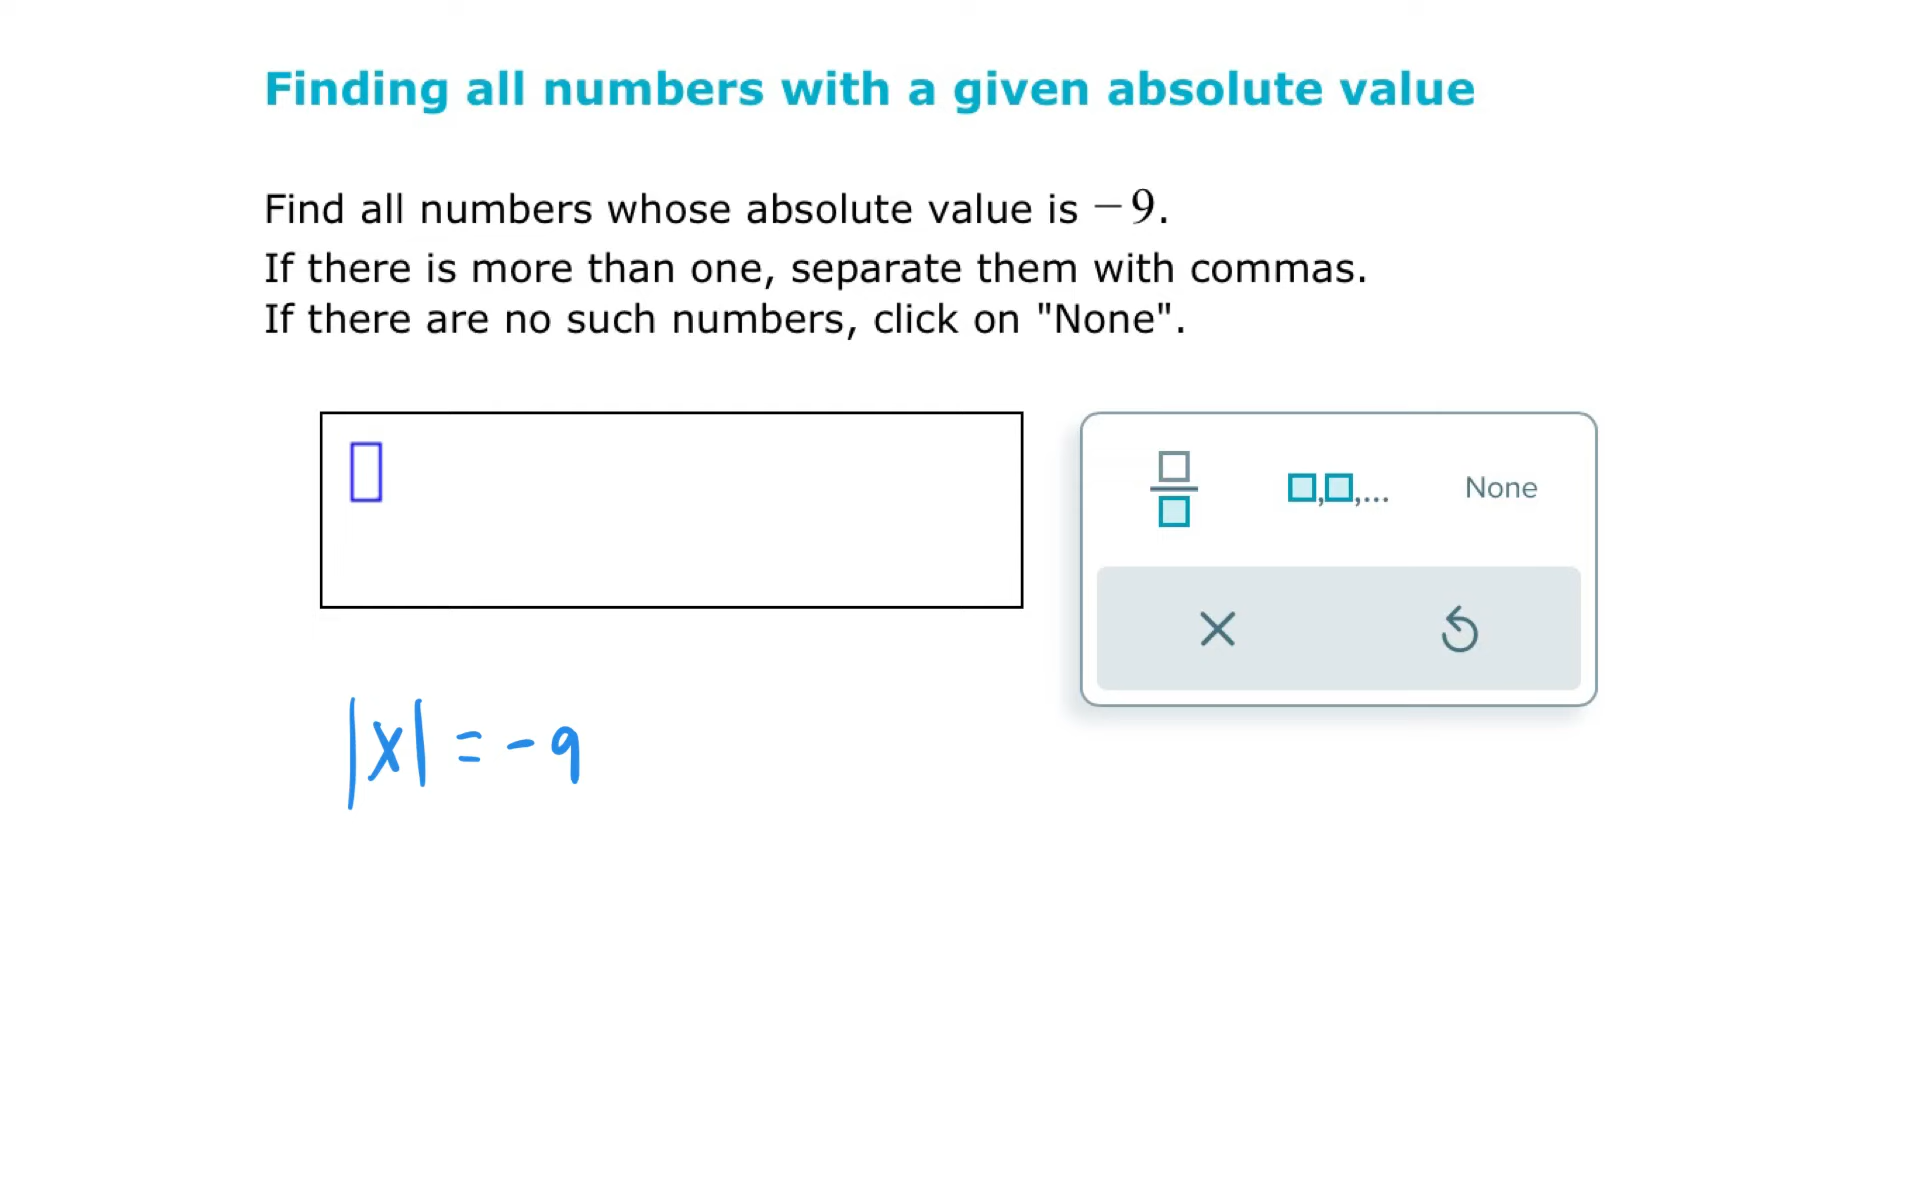 Finding all numbers with a given absolute value
Find all numbers whose absolute value is −9.
If there is more than one, separate them with commas.
If there are no such numbers, click on "None".
□,□,... None
|x| = -9